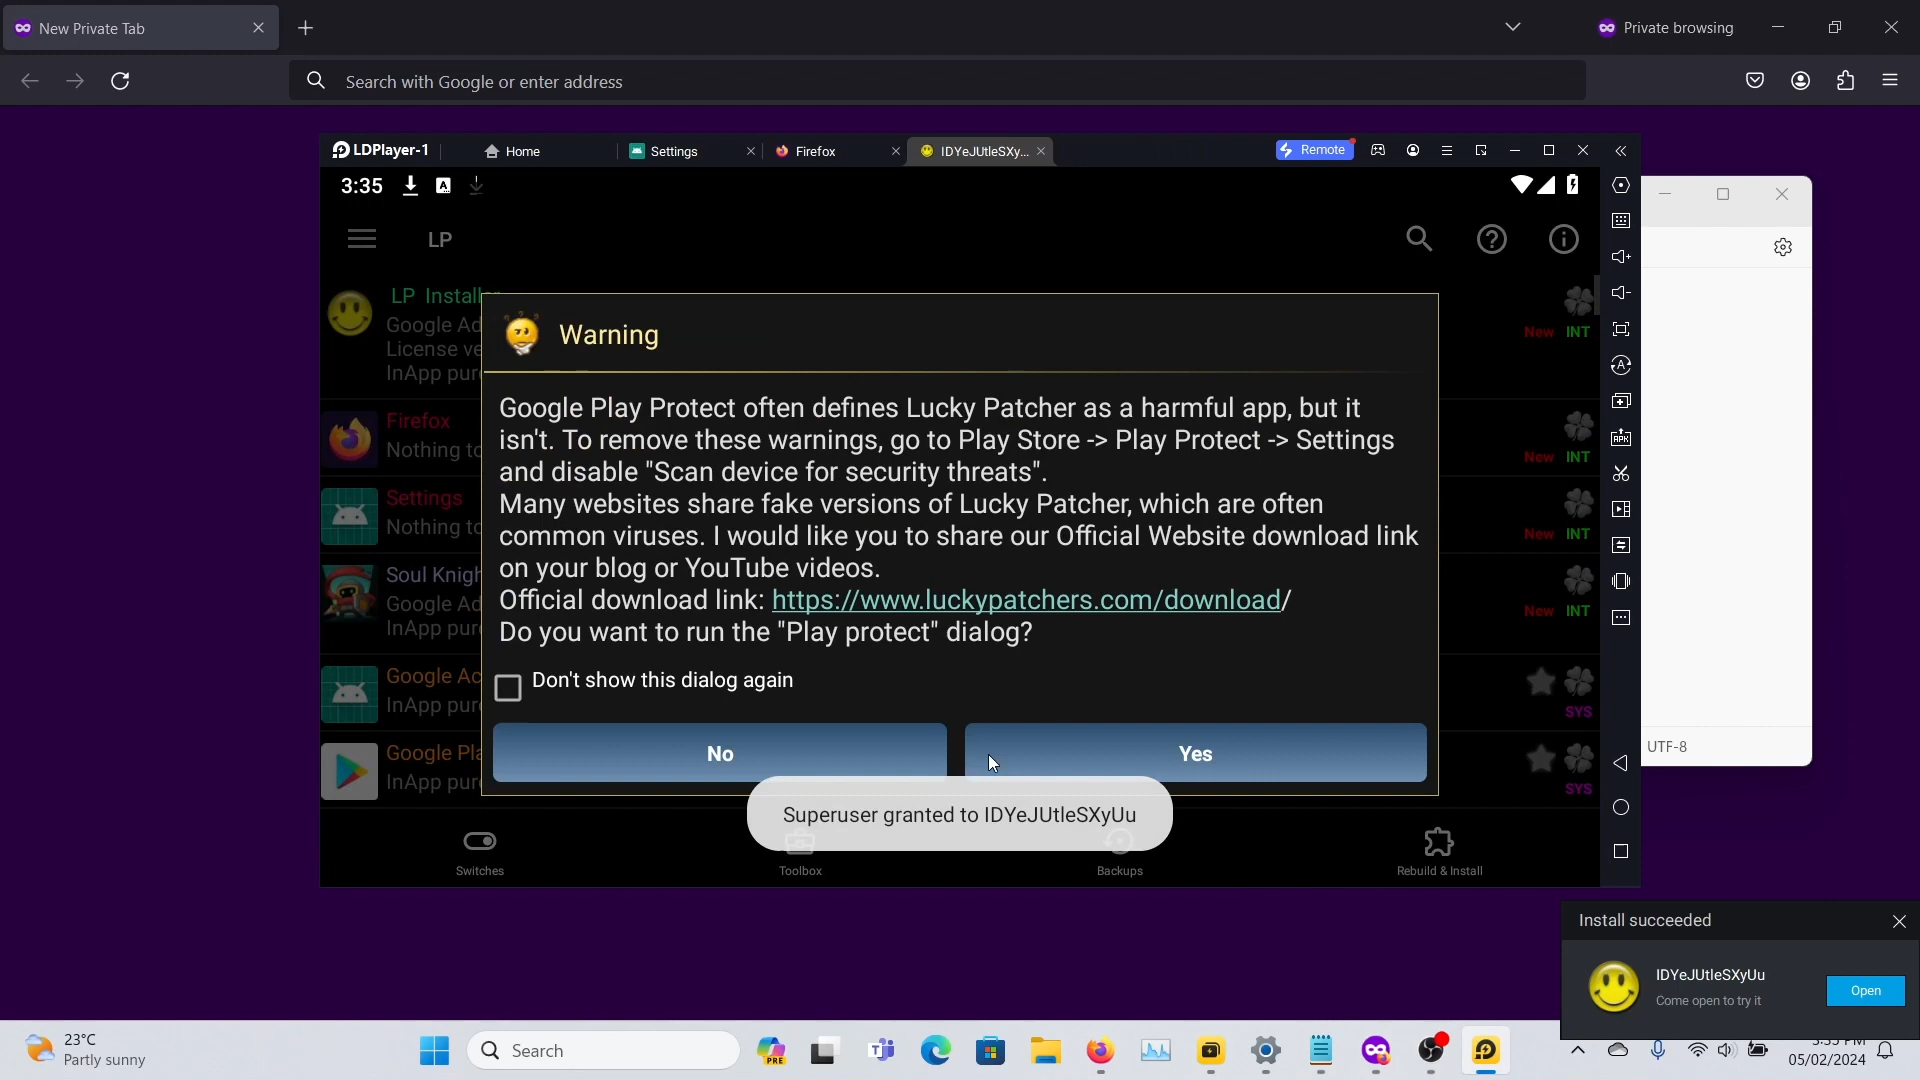 New Private Tab
Private browsing
Search with Google or enter address
LDPlayer-1
Home
Settings
Firefox
IDYeJUtleSXy...
Remote
3:35
LP
LP Install
Google Ad
License ve
InApp pur
New INT
Warning
Google Play Protect often defines Lucky Patcher as a harmful app, but it
isn't. To remove these warnings, go to Play Store -> Play Protect -> Settings
and disable "Scan device for security threats".
Many websites share fake versions of Lucky Patcher, which are often
common viruses. I would like you to share our Official Website download link
on your blog or YouTube videos.
Official download link: https://www.luckypatchers.com/download/
Do you want to run the "Play protect" dialog?
Don't show this dialog again
No
Yes
Firefox
Nothing to
New INT
Settings
Nothing to
New INT
Soul Knigh
Google Ad
InApp pur
New INT
Google Ac
InApp pur
SYS
Google Pla
InApp pur
SYS
Superuser granted to IDYeJUtleSXyUu
Switches
Toolbox
Backups
Rebuild & Install
UTF-8
Install succeeded
IDYeJUtleSXyUu
Come open to try it
Open
23°C
Partly sunny
Search
PRE
05/02/2024